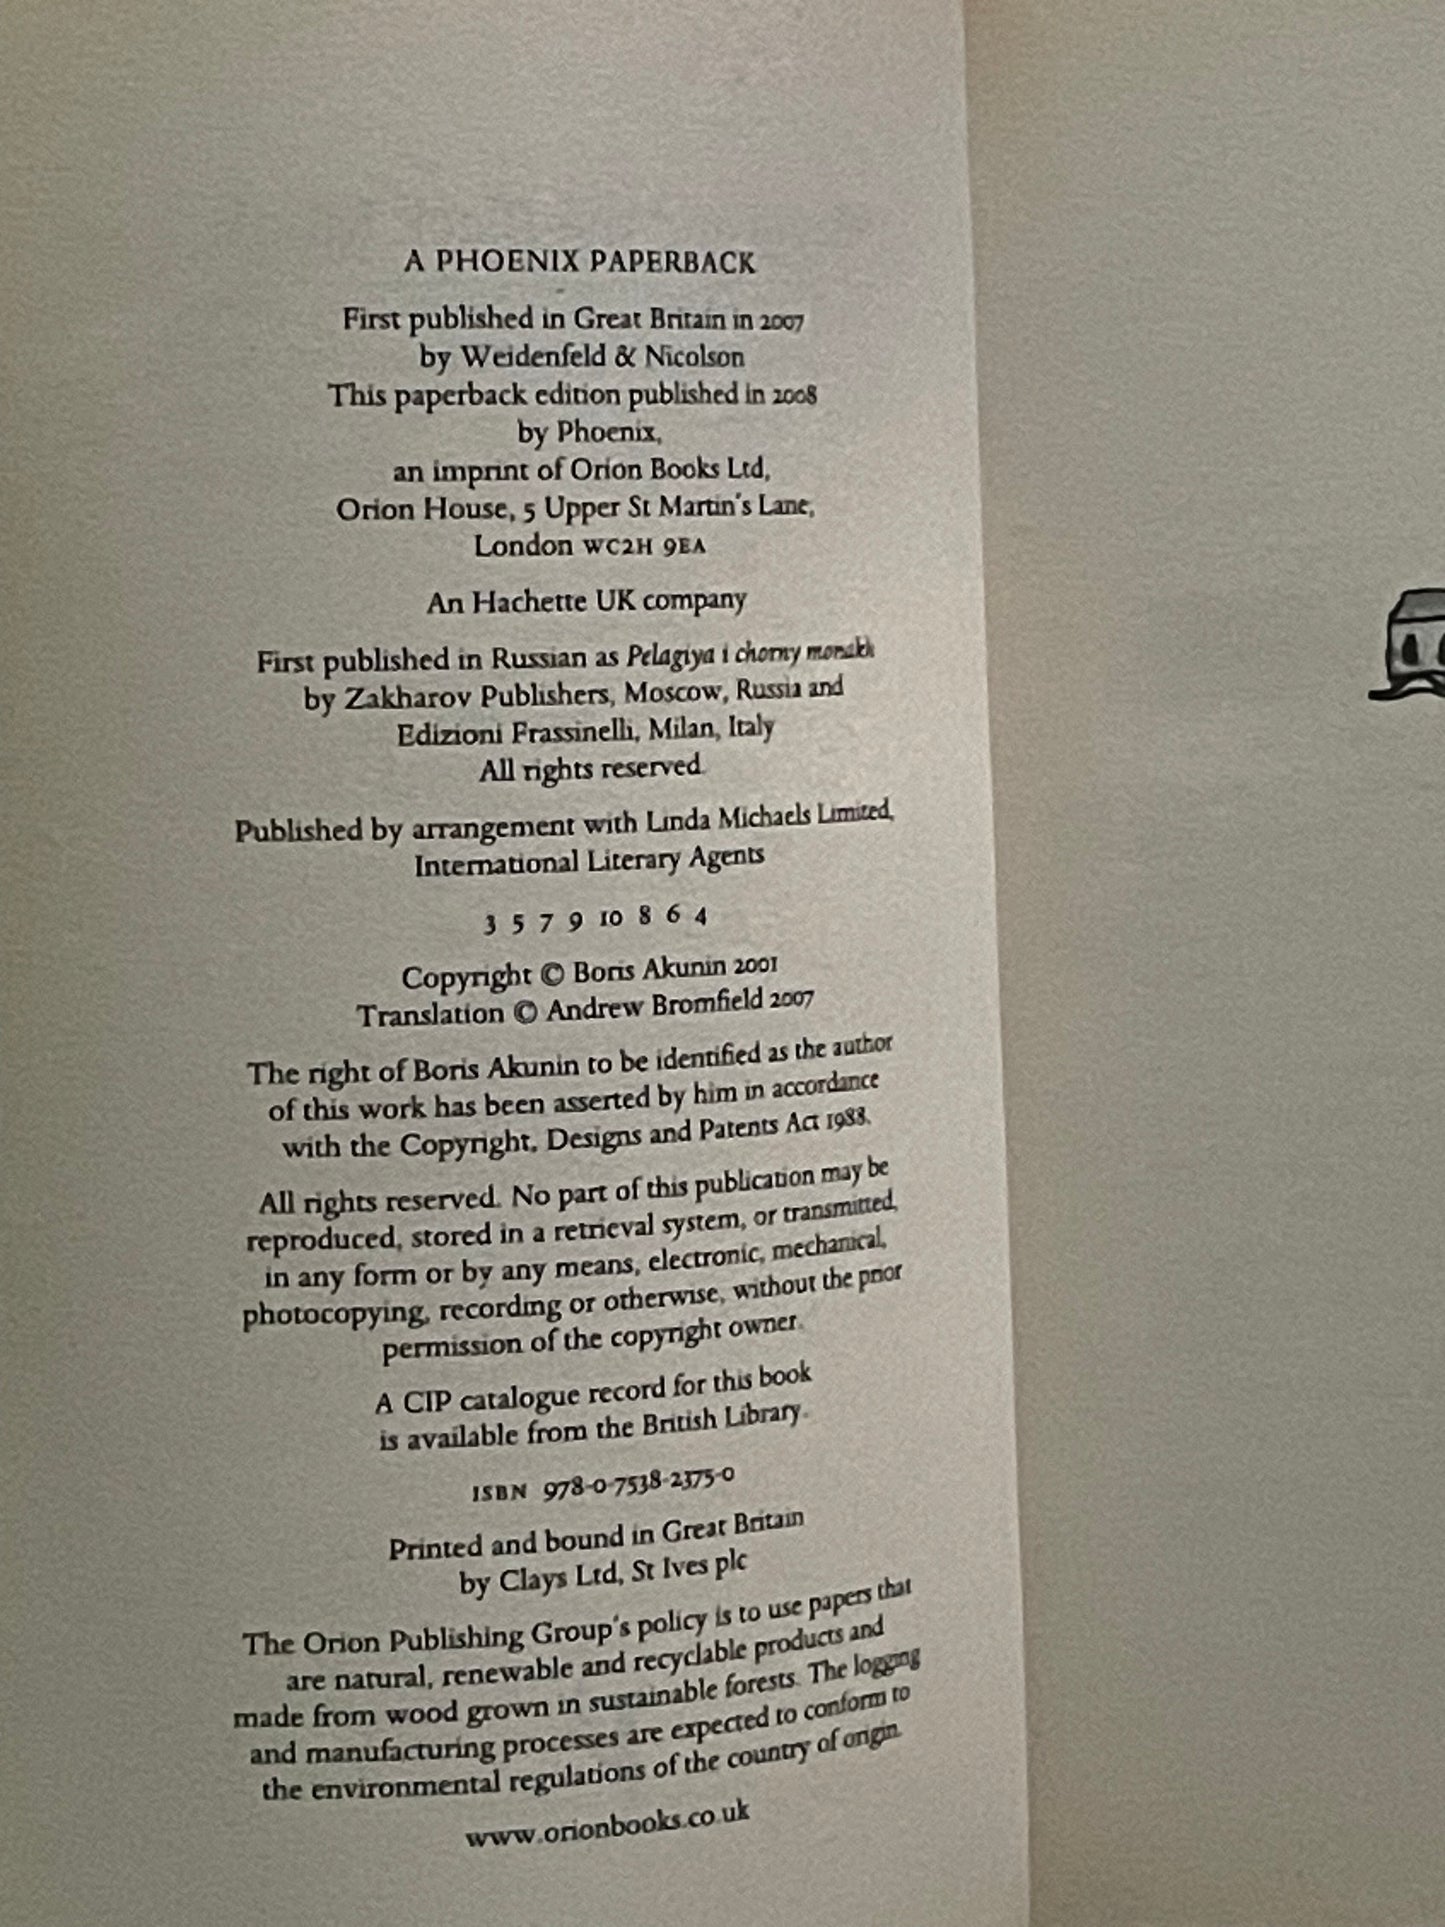 A PHOENIX PAPERBACK
First published in Great Britain in 2007
by Weidenfeld & Nicolson
This paperback edition published in 2008
by Phoenix,
an imprint of Orion Books Ltd,
Orion House, 5 Upper St Martin's Lane,
London WC2H 9EA
An Hachette UK company
First published in Russian as Pelagiya i chorny monakh
by Zakharov Publishers, Moscow, Russia and
Edizioni Frassinelli, Milan, Italy
All rights reserved.
Published by arrangement with Linda Michaels Limited,
International Literary Agents
3 5 7 9 10 8 6 4
Copyright © Boris Akunin 2001
Translation © Andrew Bromfield 2007
The right of Boris Akunin to be identified as the author
of this work has been asserted by him in accordance
with the Copyright, Designs and Patents Act 1988.
All rights reserved. No part of this publication may be
reproduced, stored in a retrieval system, or transmitted,
in any form or by any means, electronic, mechanical,
photocopying, recording or otherwise, without the prior
permission of the copyright owner.
A CIP catalogue record for this book
is available from the British Library.
ISBN 978-0-7538-2375-0
Printed and bound in Great Britain
by Clays Ltd, St Ives plc
The Orion Publishing Group's policy is to use papers that
are natural, renewable and recyclable products and
made from wood grown in sustainable forests. The logging
and manufacturing processes are expected to conform to
the environmental regulations of the country of origin.
www.orionbooks.co.uk